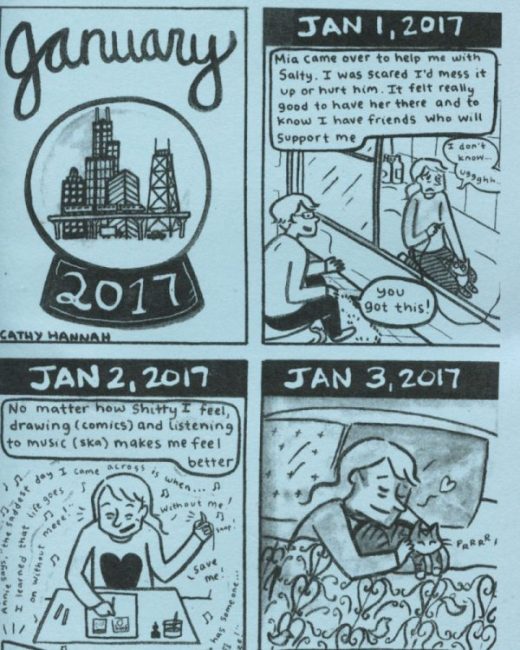 January
2017
CATHY HANNAH
JAN 1, 2017
Mia came over to help me with
Salty. I was scared I'd mess it
up or hurt him. It felt really
good to have her there and to
know I have friends who will
support me
I don't
know...
ugghh..
you
got this!
JAN 2, 2017
No matter how shitty I feel,
drawing (comics) and listening
to music (ska) makes me feel
better
Annie says, "the saddest day I came across is when...
I learned that life goes
on without
more!..
without me!
snap!
save
me..
has someone...
JAN 3, 2017
PRRRR!